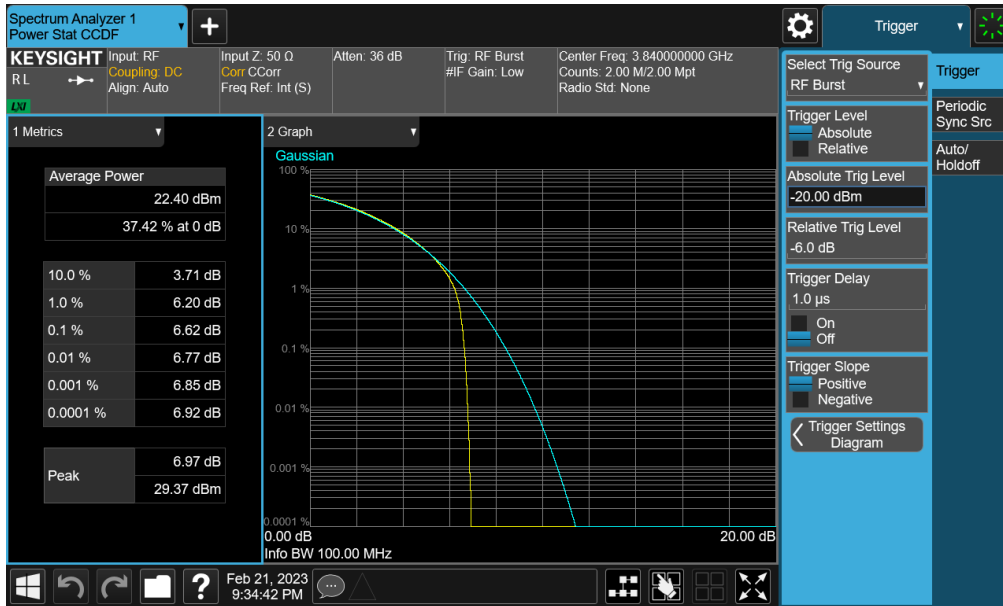 Spectrum Analyzer 1
Power Stat CCDF
+
Trigger
KEYSIGHT
R L
LXI
Input: RF
Coupling: DC
Align: Auto
Input Z: 50 Ω
Corr CCorr
Freq Ref: Int (S)
Atten: 36 dB
Trig: RF Burst
#IF Gain: Low
Center Freq: 3.840000000 GHz
Counts: 2.00 M/2.00 Mpt
Radio Std: None
1 Metrics
Average Power
22.40 dBm
37.42 % at 0 dB
10.0 % 3.71 dB
1.0 % 6.20 dB
0.1 % 6.62 dB
0.01 % 6.77 dB
0.001 % 6.85 dB
0.0001 % 6.92 dB
Peak
6.97 dB
29.37 dBm
2 Graph
Gaussian
100 %
10 %
1 %
0.1 %
0.01 %
0.001 %
0.0001 %
0.00 dB 20.00 dB
Info BW 100.00 MHz
Select Trig Source
RF Burst
Trigger Level
Absolute
Relative
Absolute Trig Level
-20.00 dBm
Relative Trig Level
-6.0 dB
Trigger Delay
1.0 µs
On
Off
Trigger Slope
Positive
Negative
Trigger Settings
Diagram
Trigger
Periodic
Sync Src
Auto/
Holdoff
?
Feb 21, 2023
9:34:42 PM